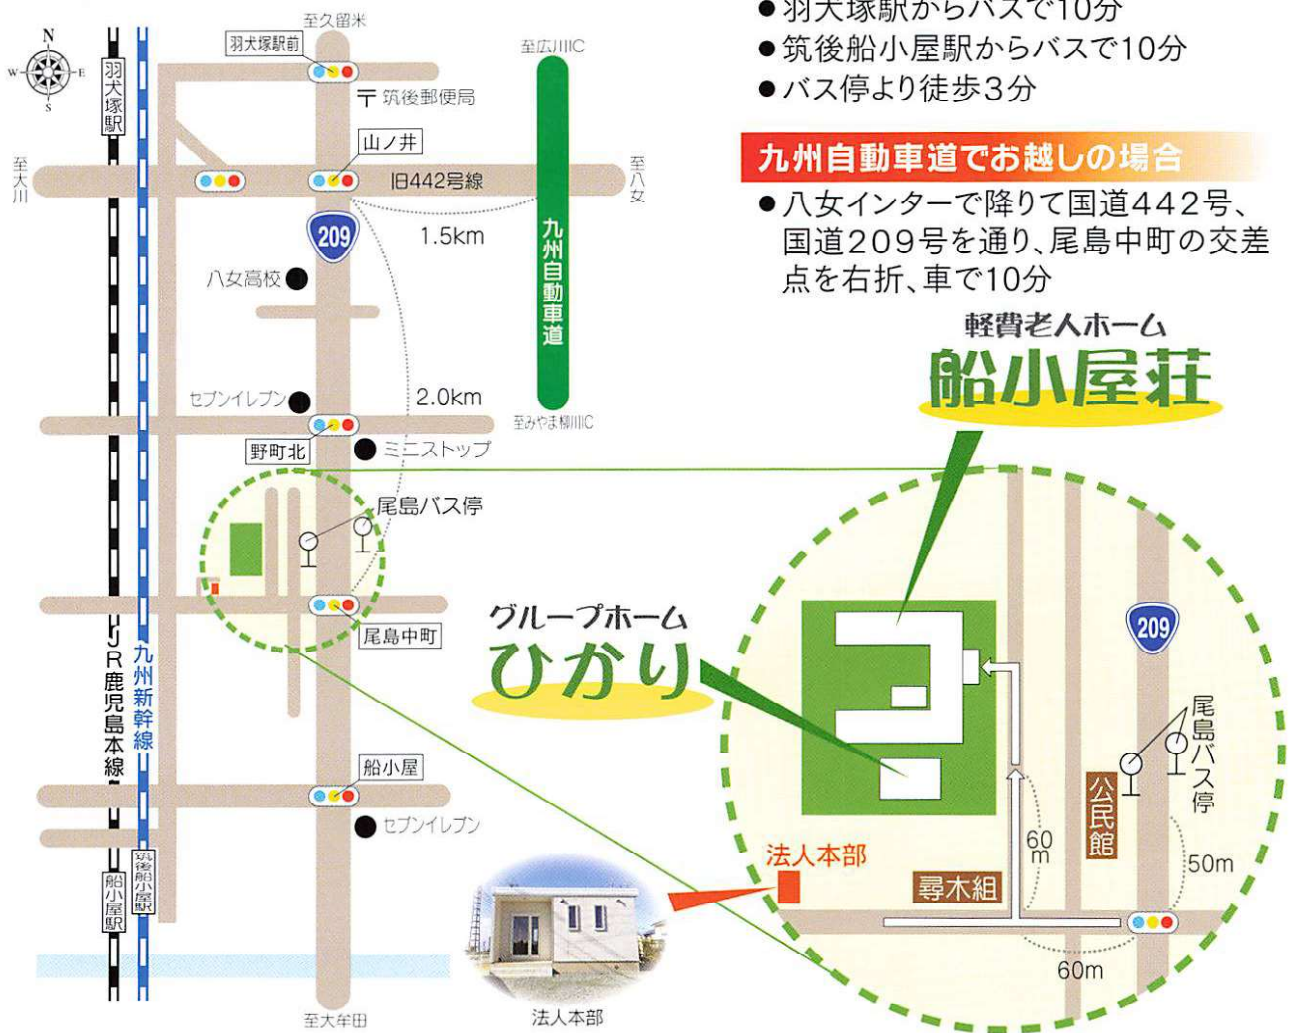 ● 羽犬塚駅からバスで10分
● 筑後船小屋駅からバスで10分
● バス停より徒歩3分
九州自動車道でお越しの場合
● 八女インターで降りて国道442号、
国道209号を通り、尾島中町の交差
点を右折、車で10分
N
W
E
S
至久留米
羽犬塚駅前
至広川IC
羽犬塚駅
〒 筑後郵便局
山ノ井
至大川
旧442号線
至八女
209
1.5km
九州自動車道
八女高校
セブンイレブン
2.0km
至みやま柳川IC
野町北
ミニストップ
尾島バス停
尾島中町
JR鹿児島本線
九州新幹線
船小屋
セブンイレブン
船小屋駅
筑後船小屋駅
至大牟田
軽費老人ホーム
船小屋荘
グループホーム
ひかり
209
尾島バス停
公民館
60m
50m
法人本部
尋木組
60m
法人本部